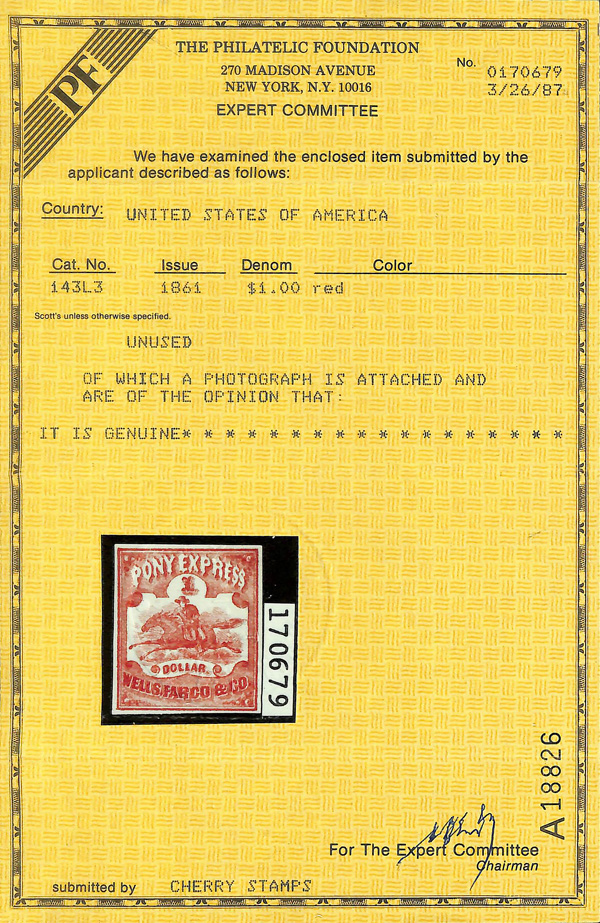 PF
THE PHILATELIC FOUNDATION
270 MADISON AVENUE
NEW YORK, N.Y. 10016
EXPERT COMMITTEE
No. 0170679
3/26/87
We have examined the enclosed item submitted by the
applicant described as follows:
Country: UNITED STATES OF AMERICA
Cat. No. Issue Denom Color
143L3 1861 $1.00 red
Scott's unless otherwise specified.
UNUSED
OF WHICH A PHOTOGRAPH IS ATTACHED AND
ARE OF THE OPINION THAT:
IT IS GENUINE* * * * * * * * * * * * * * * * * *
PONY EXPRESS
1
DOLLAR.
WELLS, FARGO & CO.
170679
A18826
For The Expert Committee
Chairman
submitted by CHERRY STAMPS